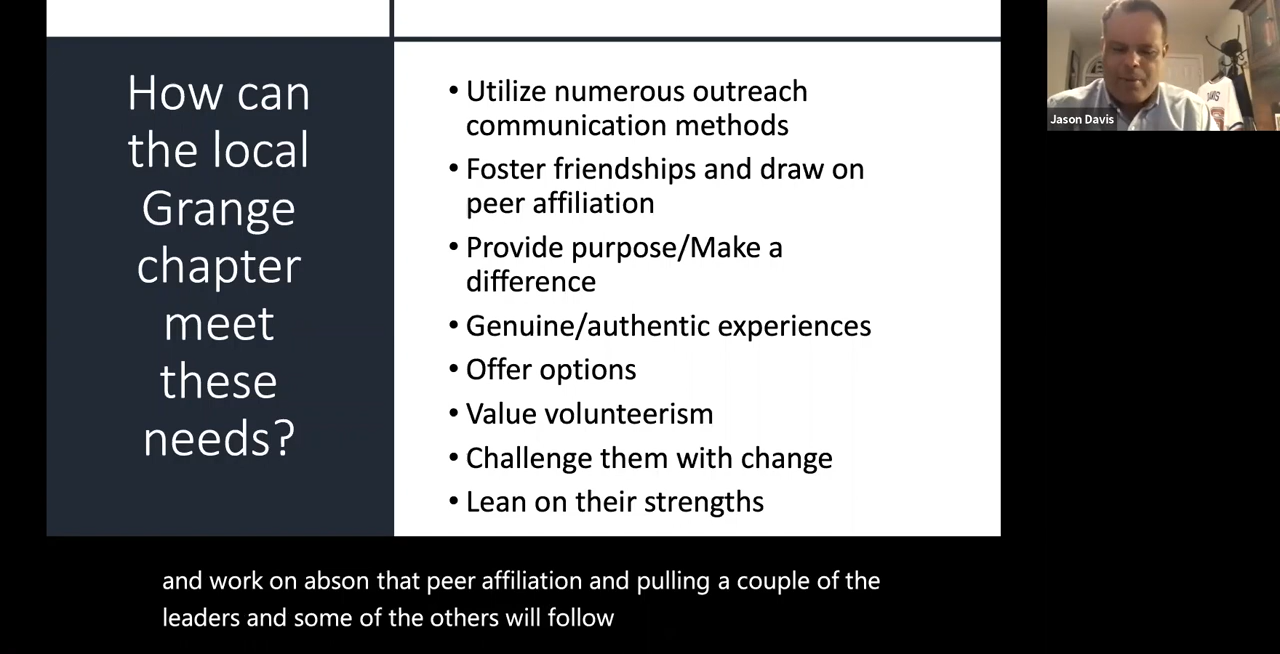 How can
the local
Grange
chapter
meet
these
needs?
• Utilize numerous outreach
communication methods
• Foster friendships and draw on
peer affiliation
• Provide purpose/Make a
difference
• Genuine/authentic experiences
• Offer options
• Value volunteerism
• Challenge them with change
• Lean on their strengths
Jason Davis
and work on abson that peer affiliation and pulling a couple of the
leaders and some of the others will follow